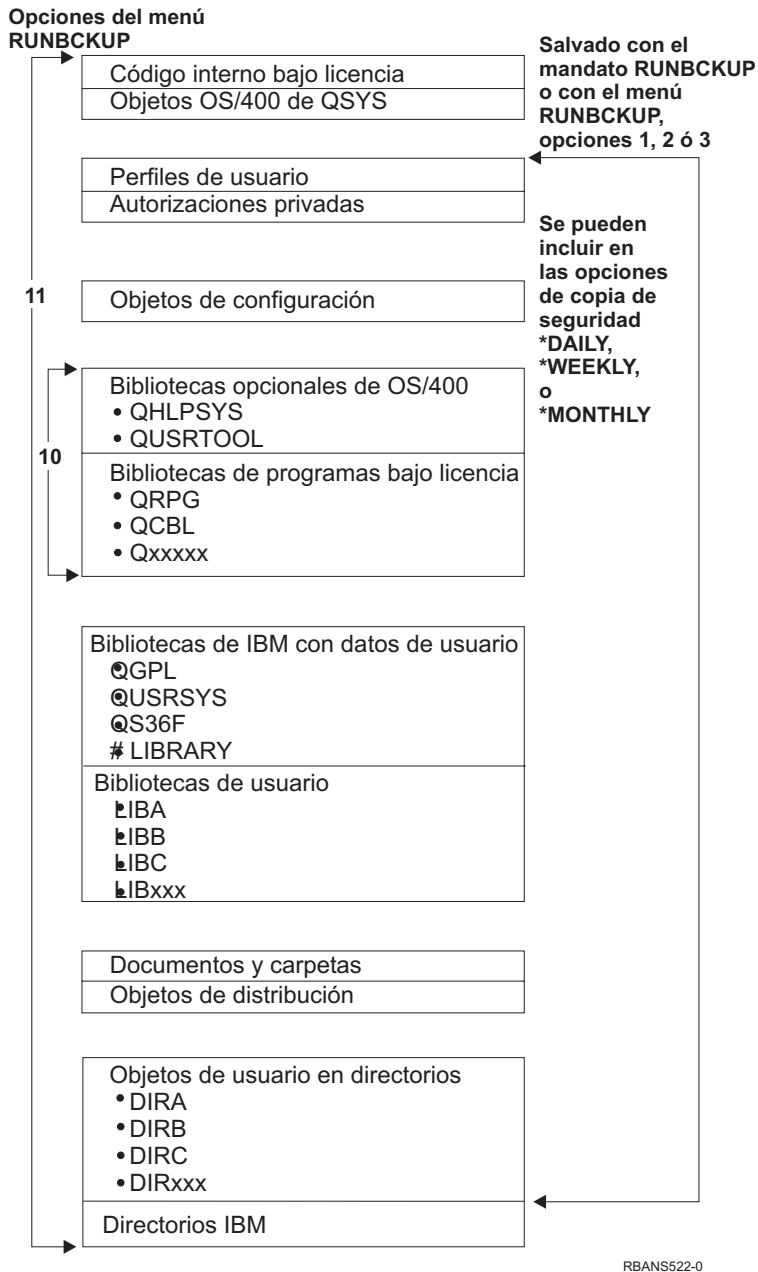 Opciones del menú
RUNBCKUP
Código interno bajo licencia
Objetos OS/400 de QSYS
Salvado con el
mandato RUNBCKUP
o con el menú
RUNBCKUP,
opciones 1, 2 ó 3
Perfiles de usuario
Autorizaciones privadas
Se pueden
incluir en
las opciones
de copia de
seguridad
*DAILY,
*WEEKLY,
o
*MONTHLY
11
Objetos de configuración
10
Bibliotecas opcionales de OS/400
• QHLPSYS
• QUSRTOOL
Bibliotecas de programas bajo licencia
• QRPG
• QCBL
• Qxxxxx
Bibliotecas de IBM con datos de usuario
• QGPL
• QUSRSYS
• QS36F
• # LIBRARY
Bibliotecas de usuario
• LIBA
• LIBB
• LIBC
• LIBxxx
Documentos y carpetas
Objetos de distribución
Objetos de usuario en directorios
• DIRA
• DIRB
• DIRC
• DIRxxx
Directorios IBM
RBANS522-0